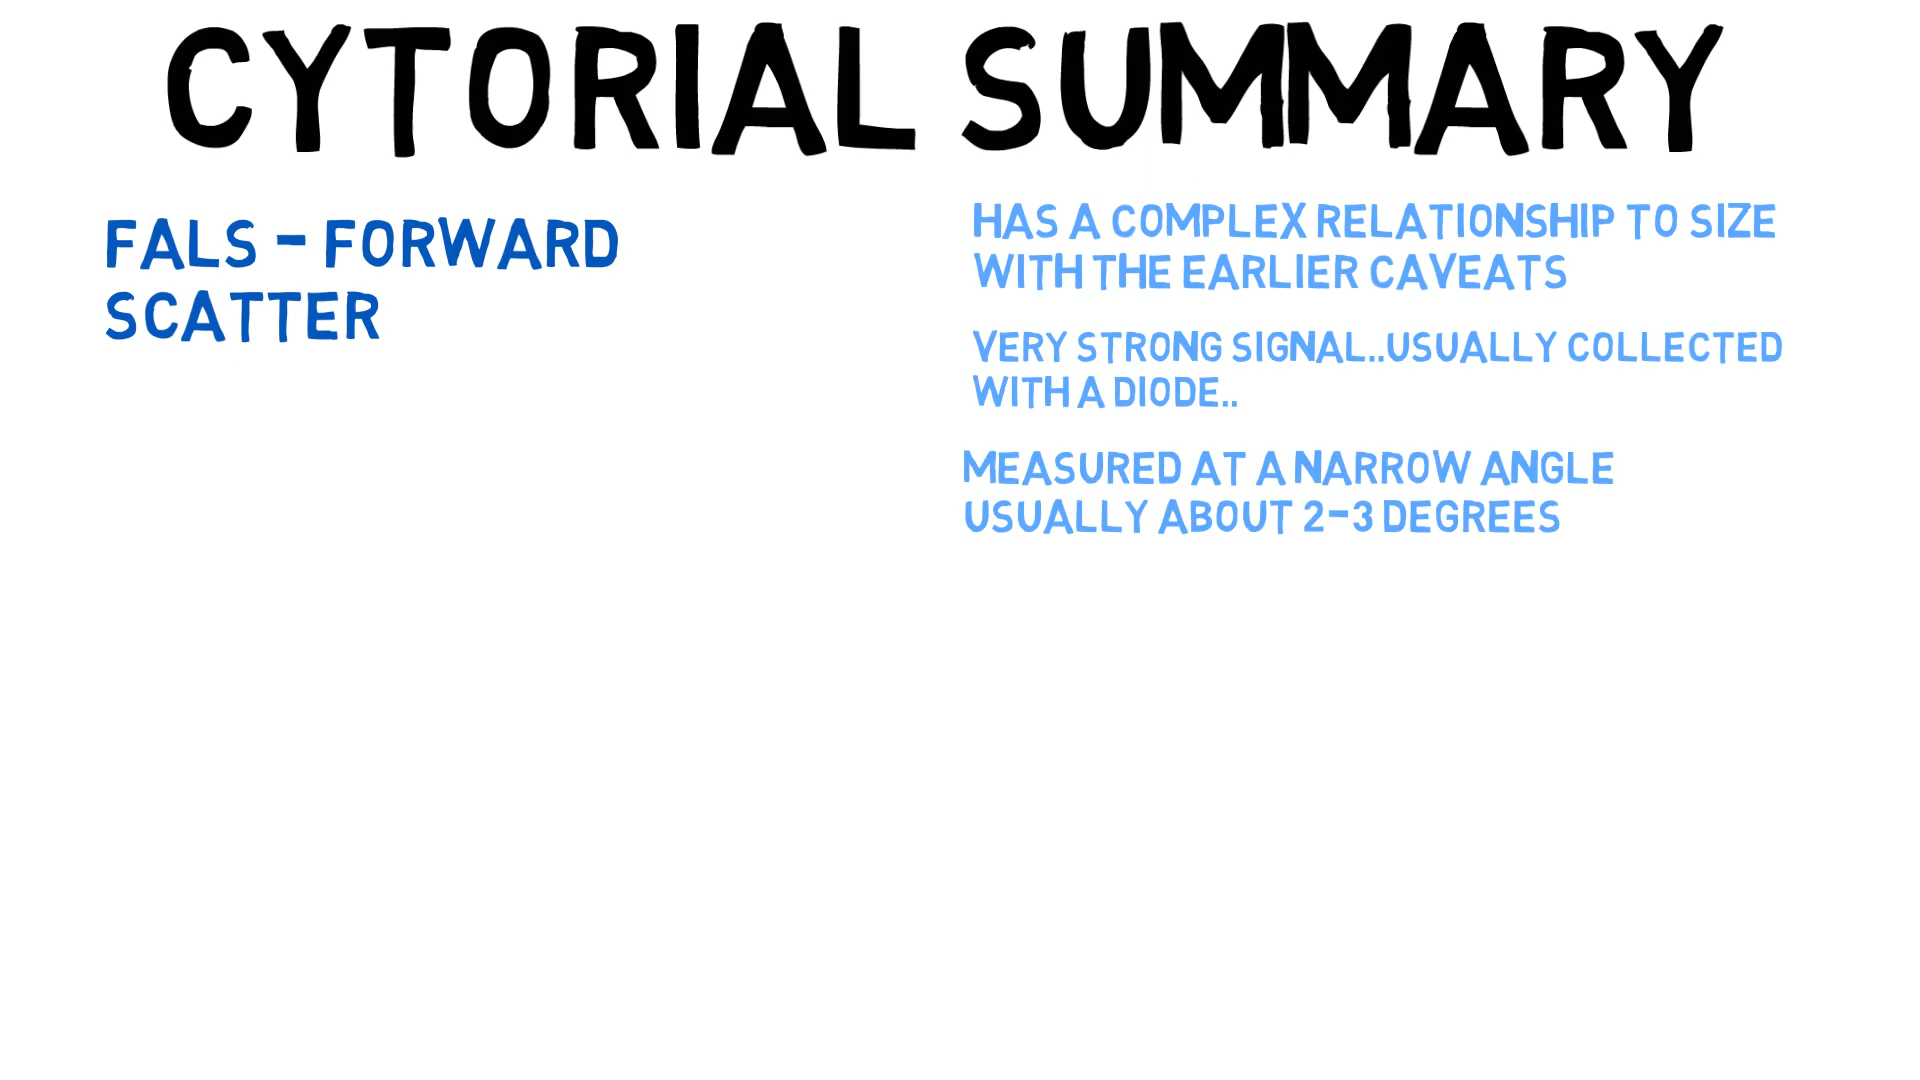 CYTORIAL SUMMARY
FALS - FORWARD
SCATTER
HAS A COMPLEX RELATIONSHIP TO SIZE
WITH THE EARLIER CAVEATS
VERY STRONG SIGNAL..USUALLY COLLECTED
WITH A DIODE..
MEASURED AT A NARROW ANGLE
USUALLY ABOUT 2-3 DEGREES